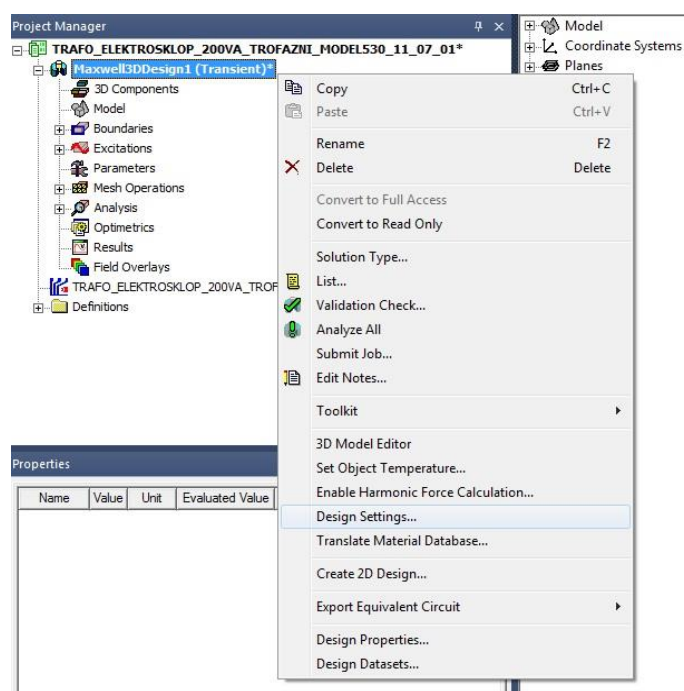 Project Manager
TRAFO_ELEKTROSKLOP_200VA_TROFAZNI_MODEL530_11_07_01*
Maxwell3DDesign1 (Transient)*
3D Components
Model
Boundaries
Excitations
Parameters
Mesh Operations
Analysis
Optimetrics
Results
Field Overlays
TRAFO_ELEKTROSKLOP_200VA_TROF
Definitions
Model
Coordinate Systems
Planes
Copy Ctrl+C
Paste Ctrl+V
Rename F2
Delete Delete
Convert to Full Access
Convert to Read Only
Solution Type...
List...
Validation Check...
Analyze All
Submit Job...
Edit Notes...
Toolkit
3D Model Editor
Set Object Temperature...
Enable Harmonic Force Calculation...
Design Settings...
Translate Material Database...
Create 2D Design...
Export Equivalent Circuit
Design Properties...
Design Datasets...
Properties
Name Value Unit Evaluated Value